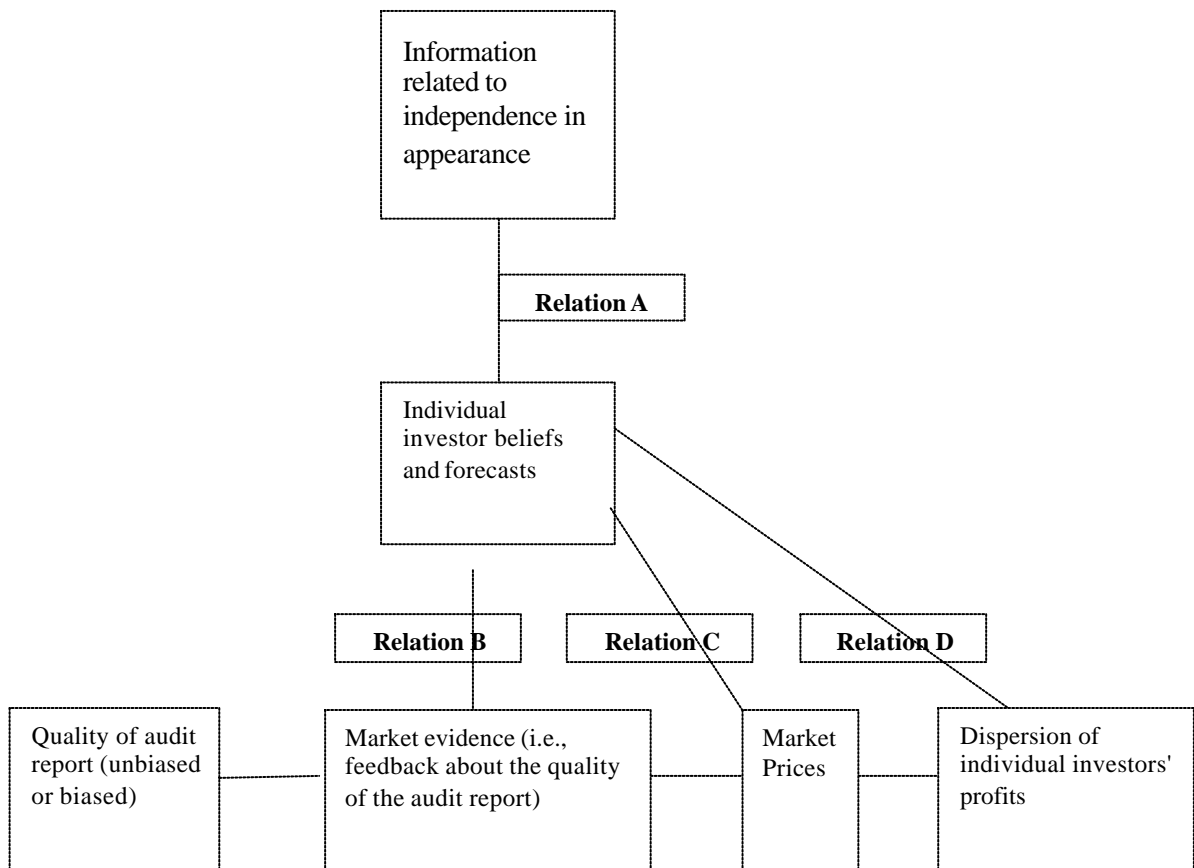 Information
related to
independence in
appearance
Relation A
Individual
investor beliefs
and forecasts
Relation B
Relation C
Relation D
Quality of audit
report (unbiased
or biased)
Market evidence (i.e.,
feedback about the quality
of the audit report)
Market
Prices
Dispersion of
individual investors'
profits